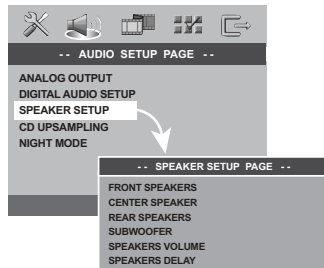 -- AUDIO SETUP PAGE --
ANALOG OUTPUT
DIGITAL AUDIO SETUP
SPEAKER SETUP
CD UPSAMPLING
NIGHT MODE
-- SPEAKER SETUP PAGE --
FRONT SPEAKERS
CENTER SPEAKER
REAR SPEAKERS
SUBWOOFER
SPEAKERS VOLUME
SPEAKERS DELAY